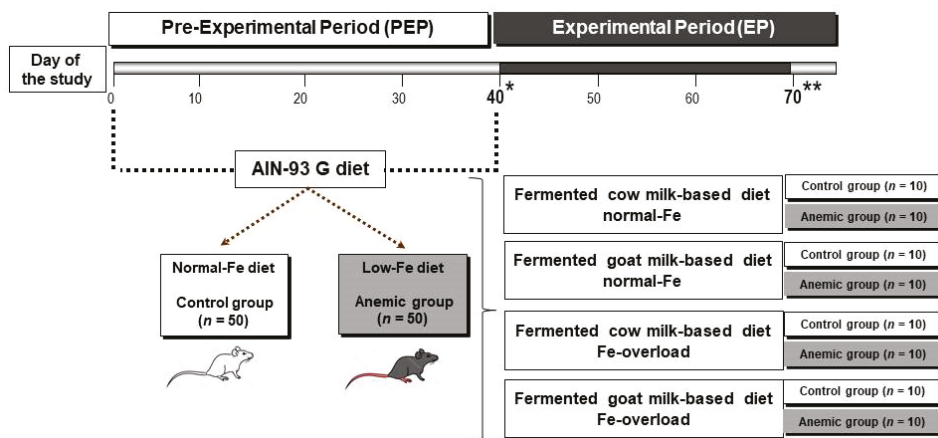 Pre-Experimental Period (PEP)
Experimental Period (EP)
Day of
the study
0
10
20
30
40*
50
60
70**
AIN-93 G diet
Normal-Fe diet
Control group
(n = 50)
Low-Fe diet
Anemic group
(n = 50)
Fermented cow milk-based diet
normal-Fe
Control group (n = 10)
Anemic group (n = 10)
Fermented goat milk-based diet
normal-Fe
Control group (n = 10)
Anemic group (n = 10)
Fermented cow milk-based diet
Fe-overload
Control group (n = 10)
Anemic group (n = 10)
Fermented goat milk-based diet
Fe-overload
Control group (n = 10)
Anemic group (n = 10)